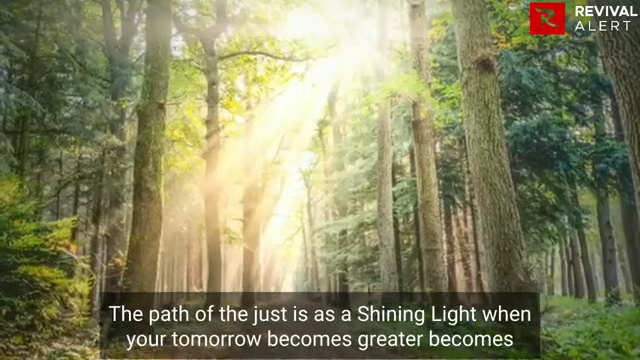 REVIVAL
ALERT
The path of the just is as a Shining Light when
your tomorrow becomes greater becomes